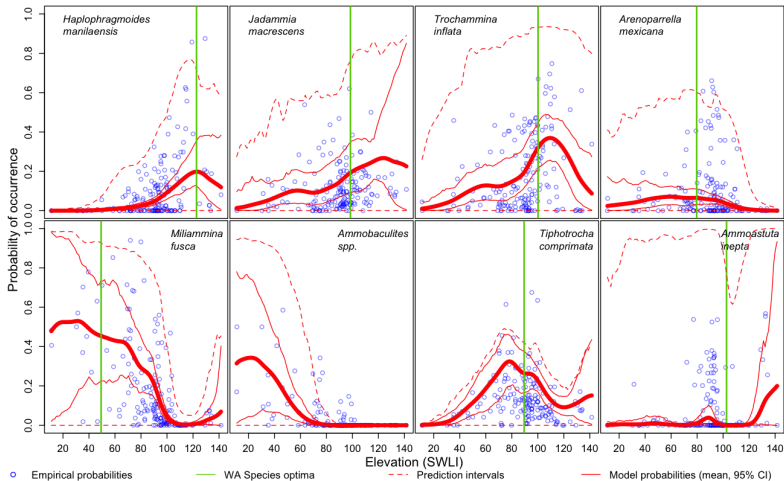 Haplophragmoides
manilaensis
Jadammia
macrescens
Trochammina
inflata
Arenoparrella
mexicana
0.0 0.2 0.4 0.6 0.8 1.0
Miliammina
fusca
Ammobaculites
spp.
Tiphotrocha
comprimata
Ammoastuta
inepta
0.0 0.2 0.4 0.6 0.8 1.0
Probability of occurrence
20 40 60 80 100 120 140
20 40 60 80 100 120 140
20 40 60 80 100 120 140
20 40 60 80 100 120 140
Elevation (SWLI)
Empirical probabilities
WA Species optima
Prediction intervals
Model probabilities (mean, 95% CI)